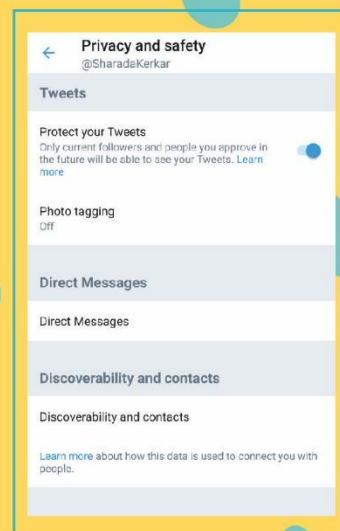 Privacy and safety
@SharadaKerkar
Tweets
Protect your Tweets
Only current followers and people you approve in
the future will be able to see your Tweets. Learn
more
Photo tagging
Off
Direct Messages
Direct Messages
Discoverability and contacts
Discoverability and contacts
Learn more about how this data is used to connect you with
people.